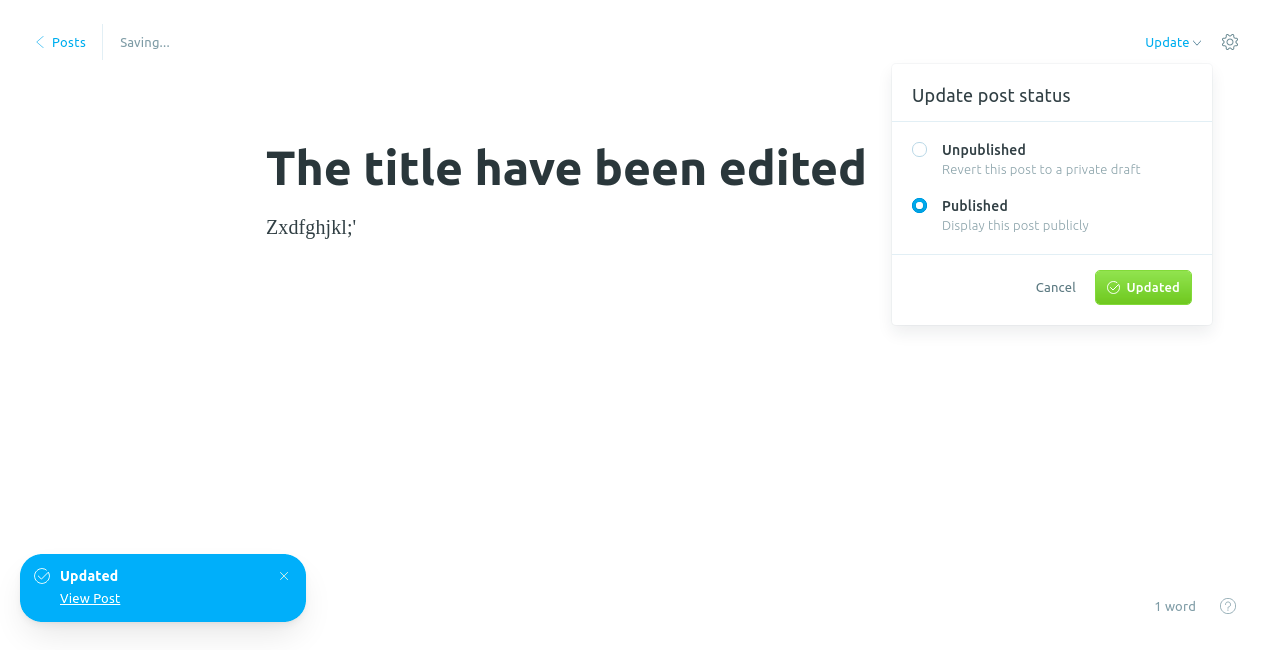 Posts
Saving...
Update
Update post status
Unpublished
Revert this post to a private draft
Published
Display this post publicly
Cancel
Updated
The title have been edited
Zxdfghjkl;'
Updated
View Post
1 word